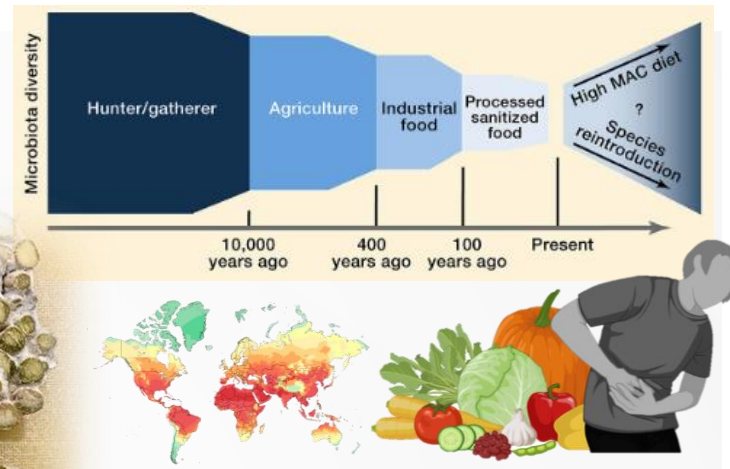 Microbiota diversity
Hunter/gatherer
Agriculture
Industrial
food
Processed
sanitized
food
High MAC diet
?
Species
reintroduction
10,000
years ago
400
years ago
100
years ago
Present